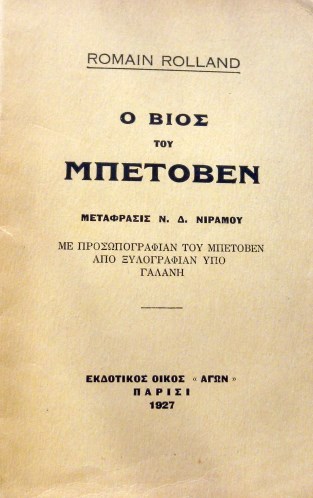 ROMAIN ROLLAND
Ο ΒΙΟΣ
ΤΟΥ
ΜΠΕΤΟΒΕΝ
ΜΕΤΑΦΡΑΣΙΣ Ν. Δ. ΝΙΡΑΜΟΥ
ΜΕ ΠΡΟΣΩΠΟΓΡΑΦΙΑΝ ΤΟΥ ΜΠΕΤΟΒΕΝ
ΑΠΟ ΞΥΛΟΓΡΑΦΙΑΝ ΥΠΟ
ΓΑΛΑΝΗ
ΕΚΔΟΤΙΚΟΣ ΟΙΚΟΣ «ΑΓΩΝ»
ΠΑΡΙΣΙ
1927